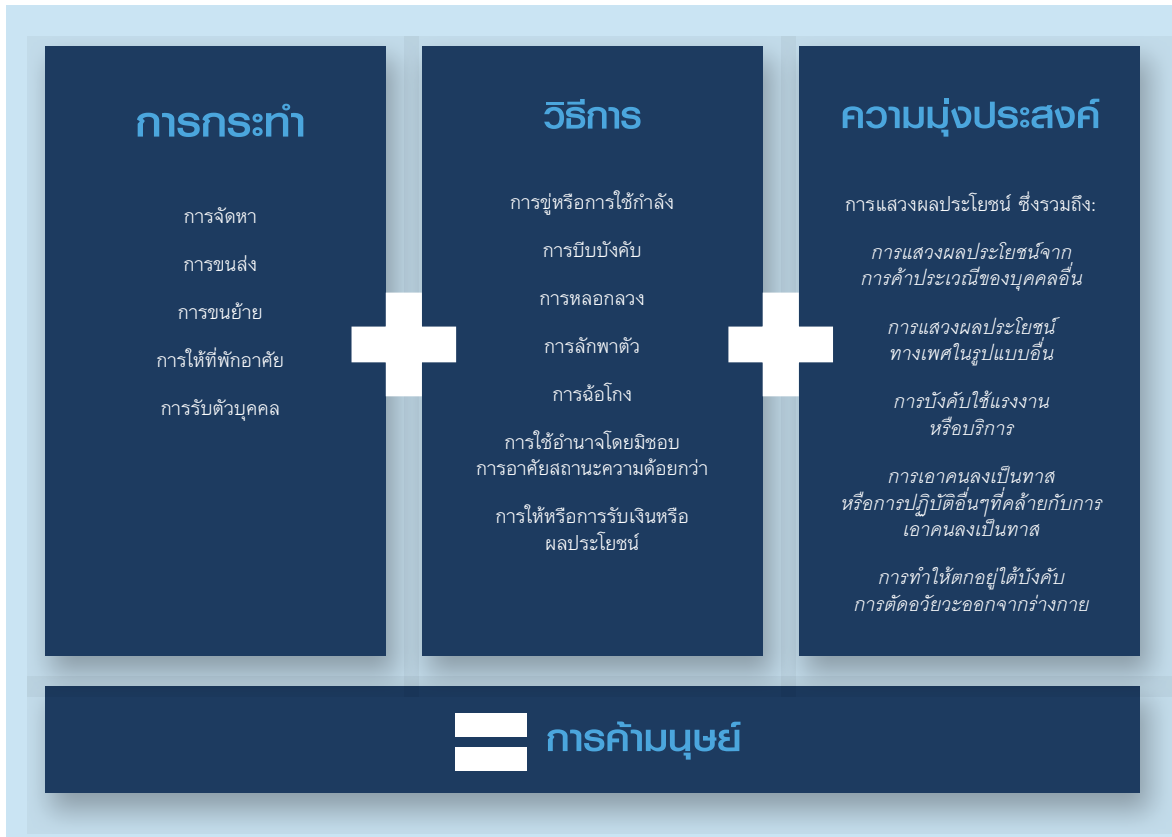 การกระทำ
การจัดหา
การขนส่ง
การขนย้าย
การให้ที่พักอาศัย
การรับตัวบุคคล
วิธีการ
การขู่หรือการใช้กำลัง
การบีบบังคับ
การหลอกลวง
การลักพาตัว
การฉ้อโกง
การใช้อำนาจโดยมิชอบ
การอาศัยสถานะความด้อยกว่า
การให้หรือการรับเงินหรือ
ผลประโยชน์
ความมุ่งประสงค์
การแสวงผลประโยชน์ ซึ่งรวมถึง:
การแสวงผลประโยชน์จาก
การค้าประเวณีของบุคคลอื่น
การแสวงผลประโยชน์
ทางเพศในรูปแบบอื่น
การบังคับใช้แรงงาน
หรือบริการ
การเอาคนลงเป็นทาส
หรือการปฏิบัติอื่นๆที่คล้ายกับการ
เอาคนลงเป็นทาส
การทำให้ตกอยู่ใต้บังคับ
การตัดอวัยวะออกจากร่างกาย
การค้ามนุษย์